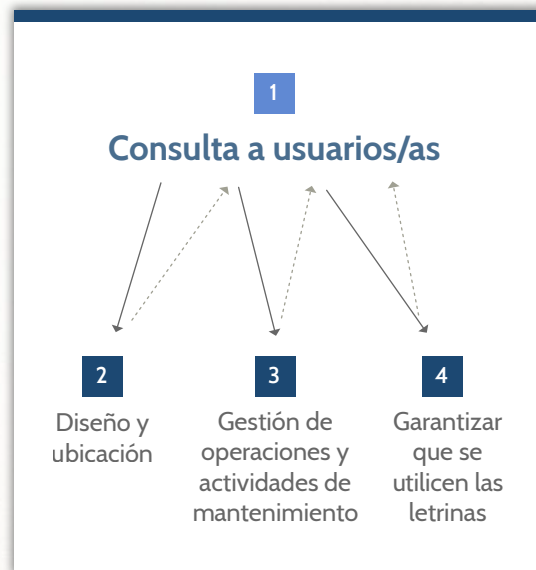 1
Consulta a usuarios/as
2
Diseño y
ubicación
3
Gestión de
operaciones y
actividades de
mantenimiento
4
Garantizar
que se
utilicen las
letrinas